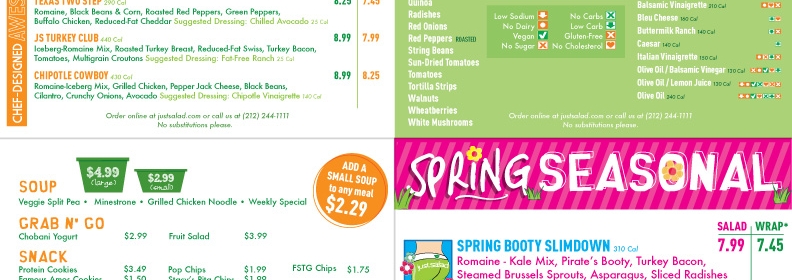 CHEF-DESIGNED
TEXAS TWO STEP 290 Cal 8.25 7.45
Romaine, Black Beans & Corn, Roasted Red Peppers, Green Peppers,
Buffalo Chicken, Reduced-Fat Cheddar Suggested Dressing: Chilled Avocado 25 Cal
JS TURKEY CLUB 440 Cal 8.99 7.99
Iceberg-Romaine Mix, Roasted Turkey Breast, Reduced-Fat Swiss, Turkey Bacon,
Tomatoes, Multigrain Croutons Suggested Dressing: Fat-Free Ranch 25 Cal
CHIPOTLE COWBOY 430 Cal 8.99 8.25
Romaine-Iceberg Mix, Grilled Chicken, Pepper Jack Cheese, Black Beans,
Cilantro, Crunchy Onions, Avocado Suggested Dressing: Chipotle Vinaigrette 140 Cal
Order online at justsalad.com or call us at (212) 244-1111
No substitutions please.
Quinoa
Radishes
Red Onions
Red Peppers ROASTED
String Beans
Sun-Dried Tomatoes
Tomatoes
Tortilla Strips
Walnuts
Wheatberries
White Mushrooms
Low Sodium No Carbs
No Dairy Low Carb
Vegan Gluten-Free
No Sugar No Cholesterol
Balsamic Vinaigrette 210 Cal
Bleu Cheese 160 Cal
Buttermilk Ranch 140 Cal
Caesar 140 Cal
Italian Vinaigrette 150 Cal
Olive Oil / Balsamic Vinegar 130 Cal
Olive Oil / Lemon Juice 130 Cal
Olive Oil 240 Cal
Order online at justsalad.com or call us at (212) 244-1111
No substitutions please.
SOUP
$4.99
(large)
$2.99
(small)
ADD A
SMALL SOUP
to any meal
$2.29
Veggie Split Pea • Minestrone • Grilled Chicken Noodle • Weekly Special
GRAB N' GO
Chobani Yogurt $2.99 Fruit Salad $3.99
SNACK
Protein Cookies $3.49 Pop Chips $1.99 FSTG Chips $1.75
Famous Amos Cookies $1.50 Stacy's Pita Chips $1.99
SPRING SEASONAL
SALAD WRAP*
SPRING BOOTY SLIMDOWN 310 Cal 7.99 7.45
Romaine - Kale Mix, Pirate's Booty, Turkey Bacon,
Steamed Brussels Sprouts, Asparagus, Sliced Radishes
just salad